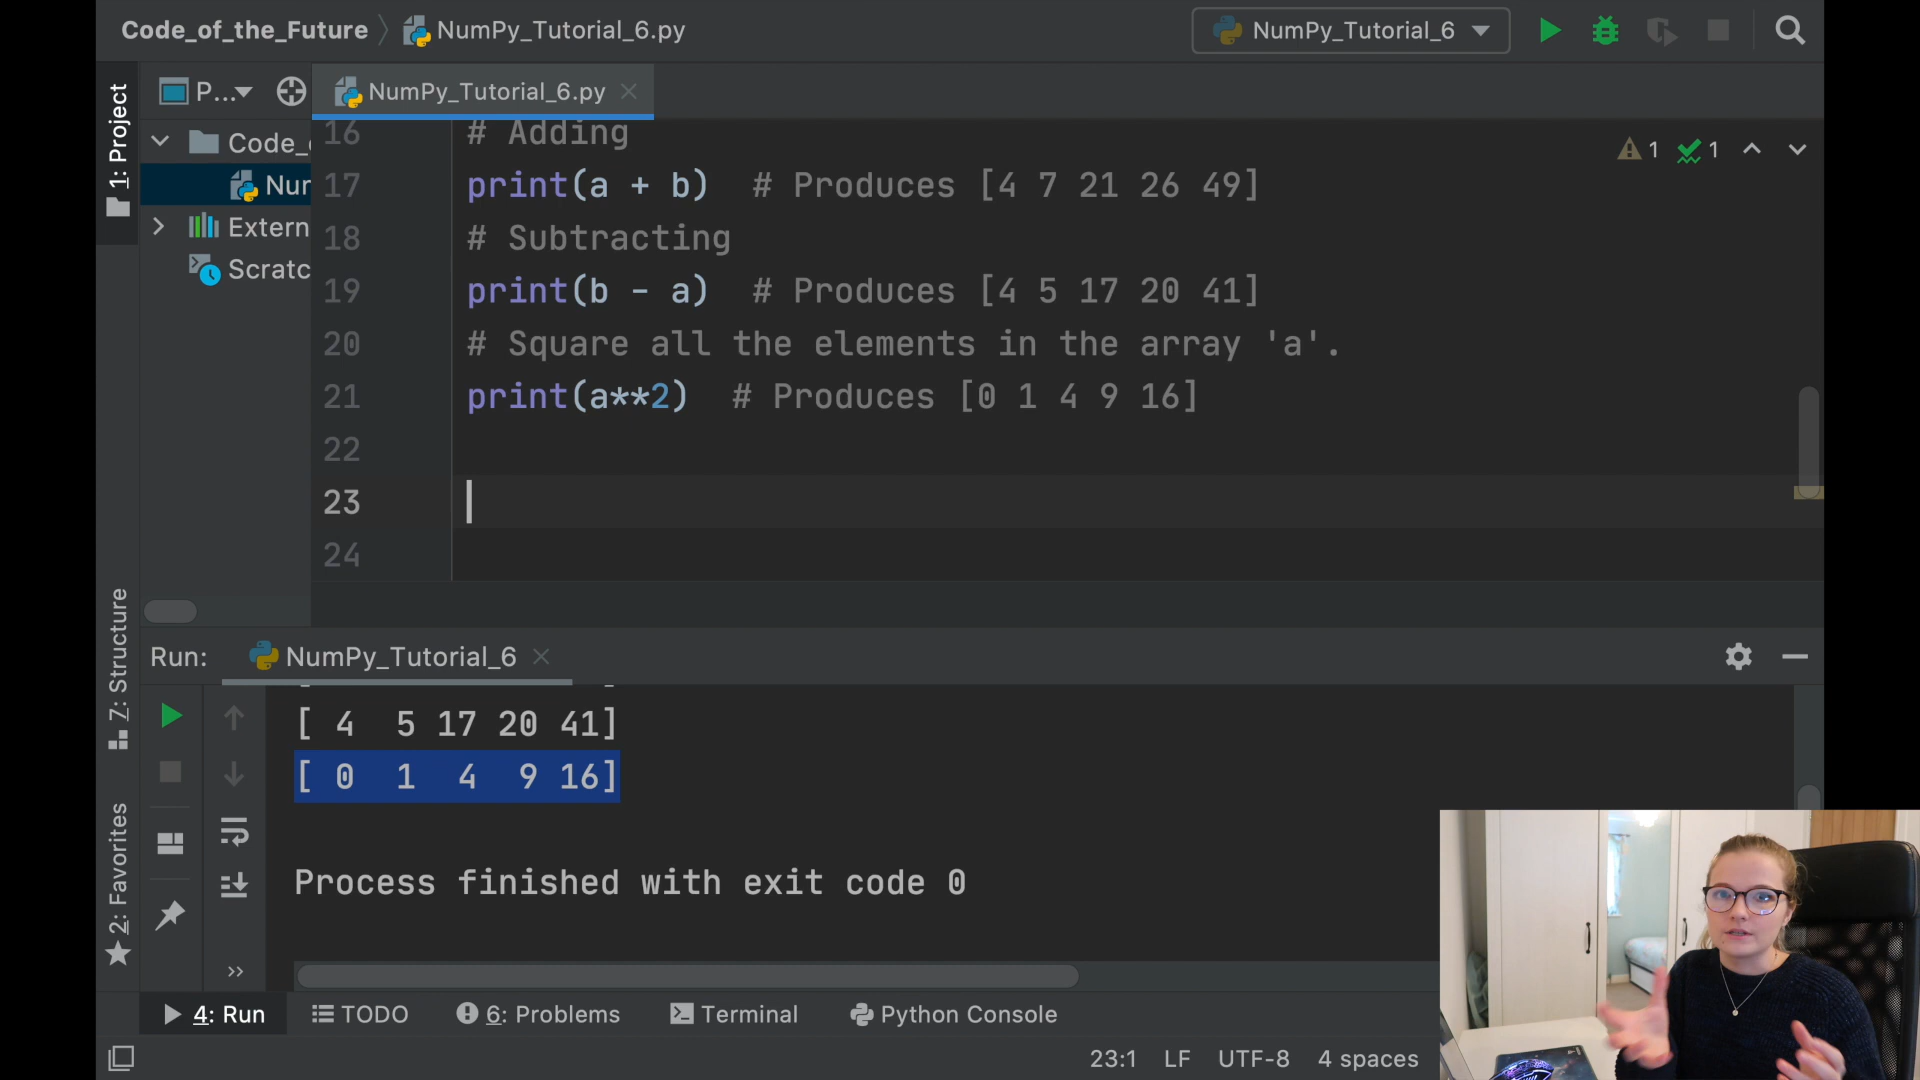 Code_of_the_Future
NumPy_Tutorial_6.py
NumPy_Tutorial_6
P...
NumPy_Tutorial_6.py
1: Project
Code_
Nur
Extern
Scratc
1
1
16 # Adding
17 print(a + b)  # Produces [4 7 21 26 49]
18 # Subtracting
19 print(b - a)  # Produces [4 5 17 20 41]
20 # Square all the elements in the array 'a'.
21 print(a**2)  # Produces [0 1 4 9 16]
22
23
24
7: Structure
2: Favorites
Run: NumPy_Tutorial_6
[ 4  5 17 20 41]
[ 0  1  4  9 16]
Process finished with exit code 0
4: Run
TODO
6: Problems
Terminal
Python Console
23:1 LF UTF-8 4 spaces